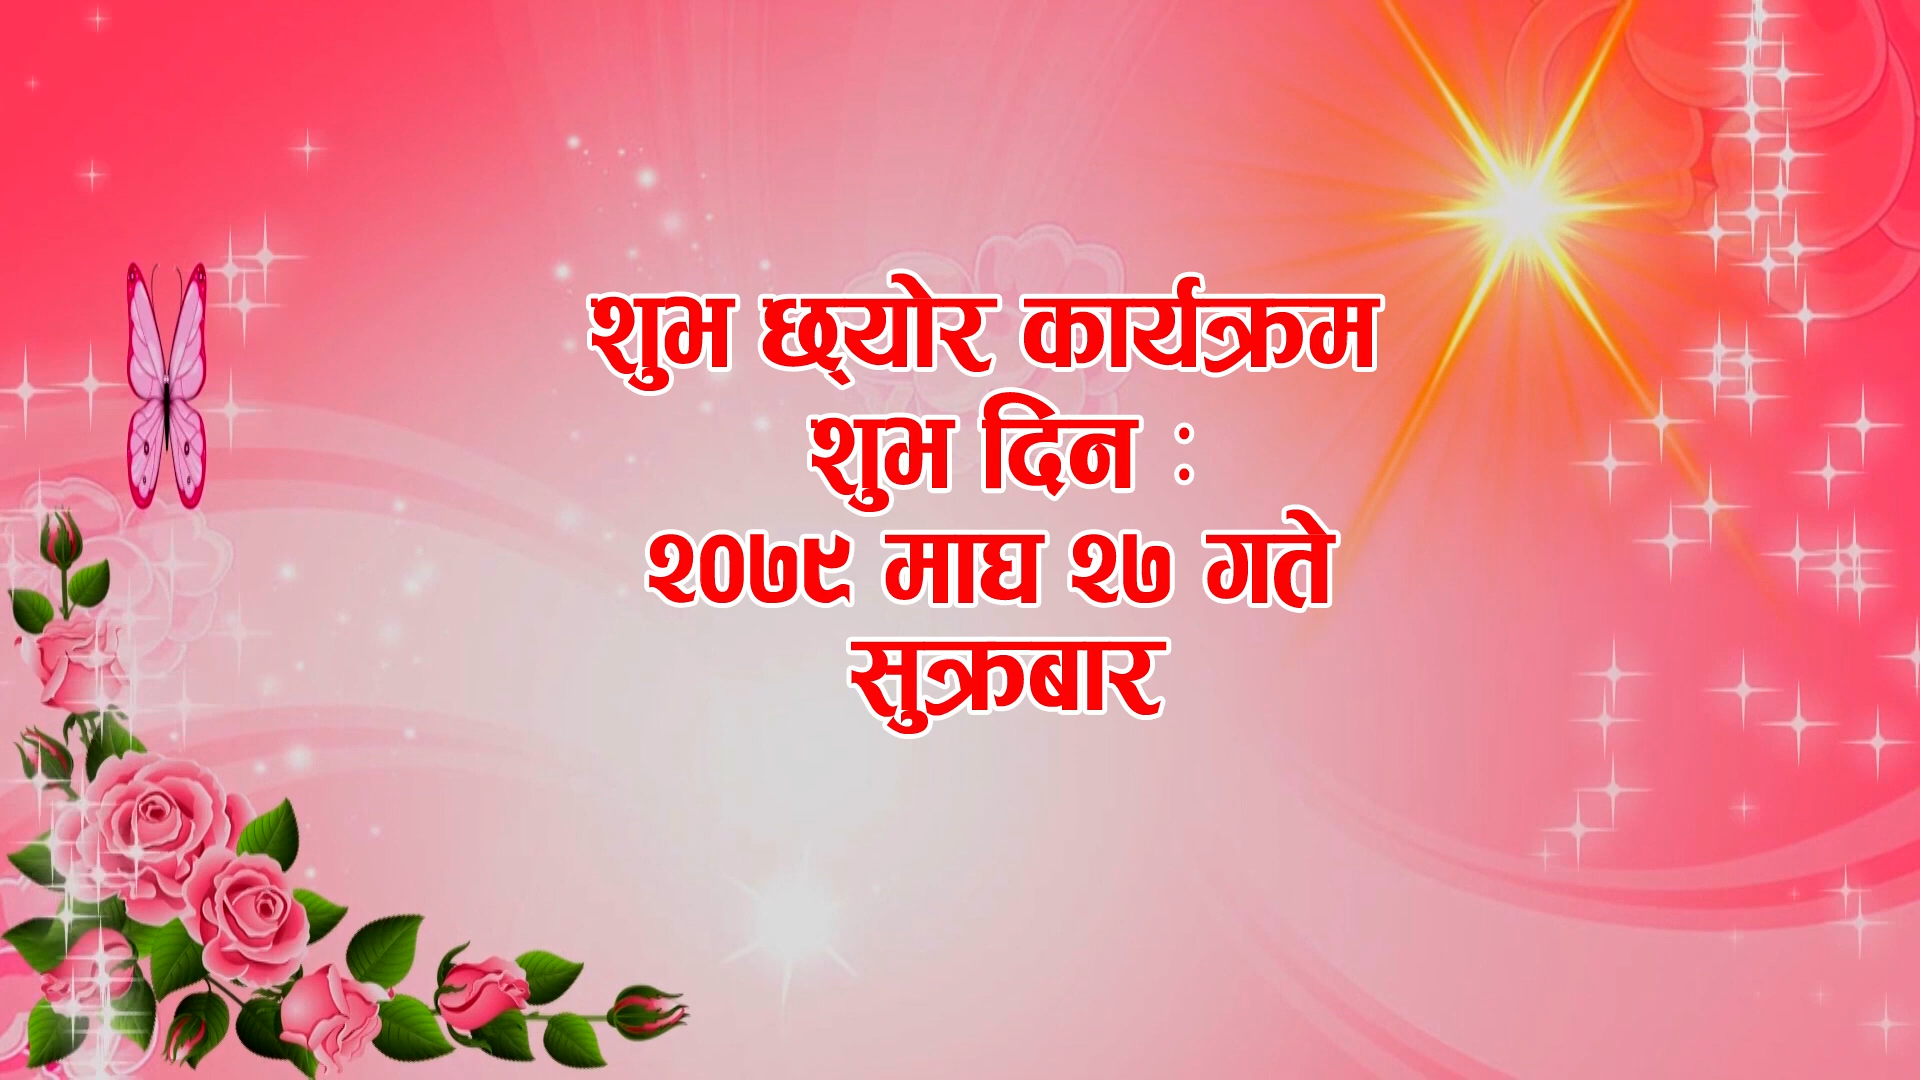 शुभ छ्योर कार्यक्रम
शुभ दिन :
२०७९ माघ २७ गते
सुक्रबार